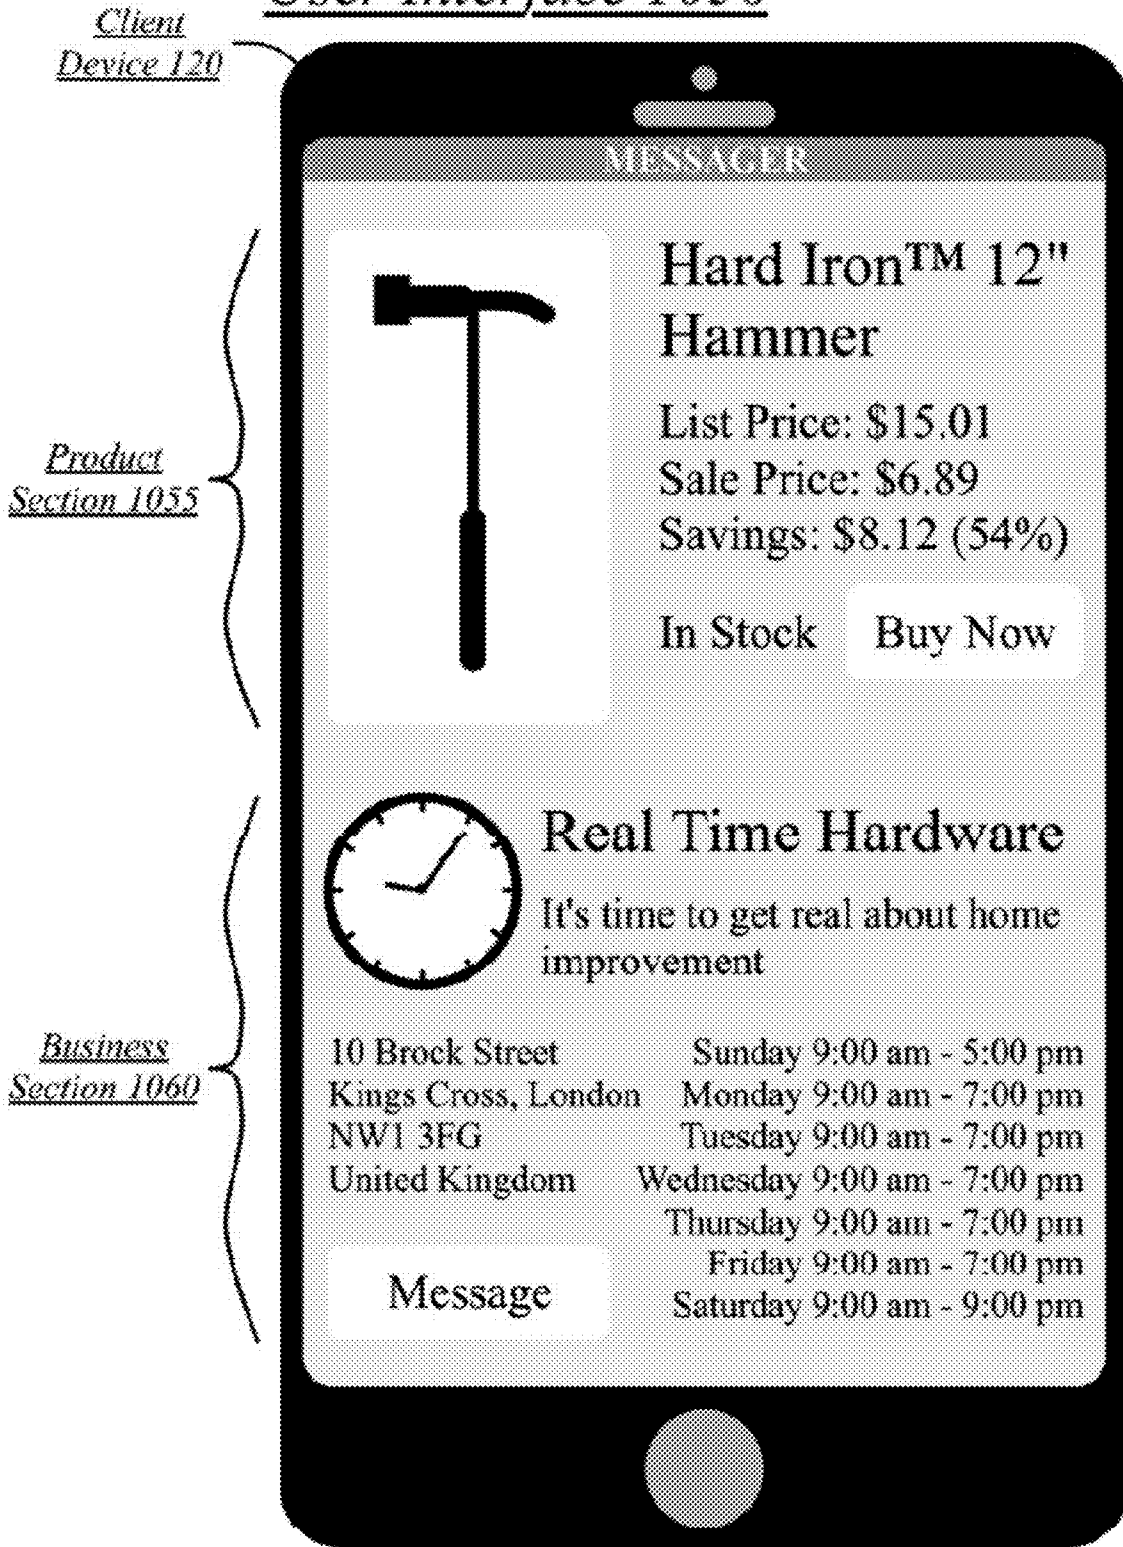 User Interface 1050
Client
Device 120
MESSAGER
Hard Iron™ 12"
Hammer
List Price: $15.01
Sale Price: $6.89
Savings: $8.12 (54%)
In Stock
Buy Now
Product
Section 1055
Real Time Hardware
It's time to get real about home
improvement
Business
Section 1060
10 Brock Street
Kings Cross, London
NW1 3FG
United Kingdom
Sunday 9:00 am - 5:00 pm
Monday 9:00 am - 7:00 pm
Tuesday 9:00 am - 7:00 pm
Wednesday 9:00 am - 7:00 pm
Thursday 9:00 am - 7:00 pm
Friday 9:00 am - 7:00 pm
Saturday 9:00 am - 9:00 pm
Message